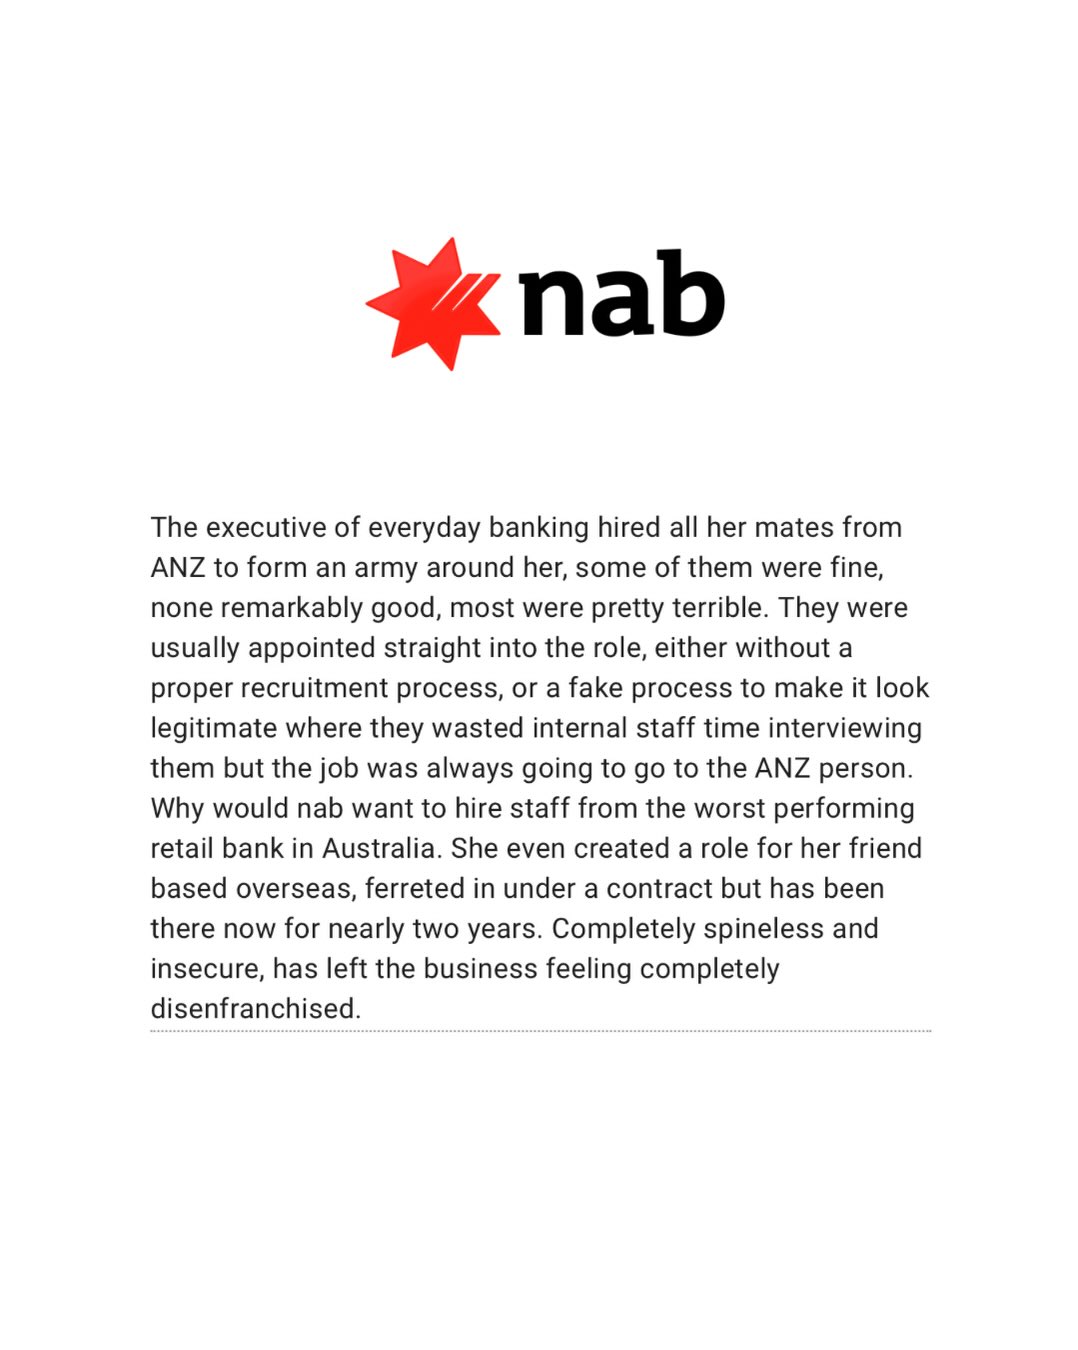 nab
The executive of everyday banking hired all her mates from
ANZ to form an army around her, some of them were fine,
none remarkably good, most were pretty terrible. They were
usually appointed straight into the role, either without a
proper recruitment process, or a fake process to make it look
legitimate where they wasted internal staff time interviewing
them but the job was always going to go to the ANZ person.
Why would nab want to hire staff from the worst performing
retail bank in Australia. She even created a role for her friend
based overseas, ferreted in under a contract but has been
there now for nearly two years. Completely spineless and
insecure, has left the business feeling completely
disenfranchised.